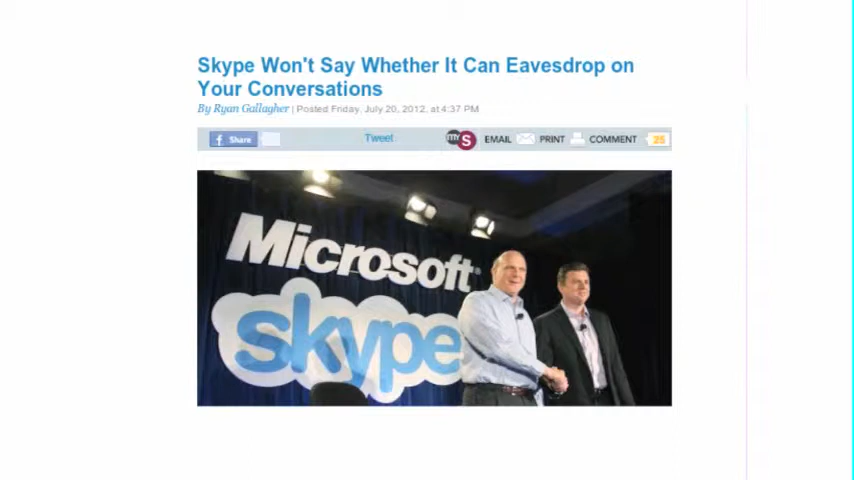 Skype Won't Say Whether It Can Eavesdrop on
Your Conversations
By Ryan Gallagher | Posted Friday, July 20, 2012, at 4:37 PM
Share Tweet myS EMAIL PRINT COMMENT 25
Microsoft
skype